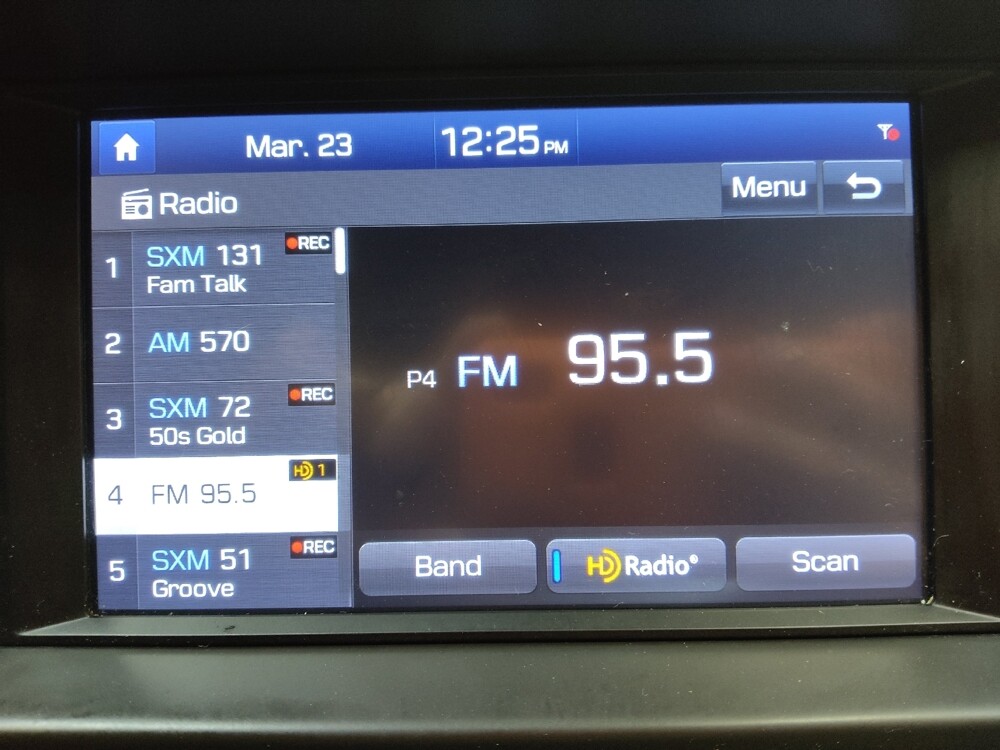 Mar. 23 12:25 PM
Radio Menu
1 SXM 131 REC
Fam Talk
2 AM 570
3 SXM 72 REC
50s Gold
4 FM 95.5 HD 1
5 SXM 51 REC
Groove
P4 FM 95.5
Band HD Radio® Scan